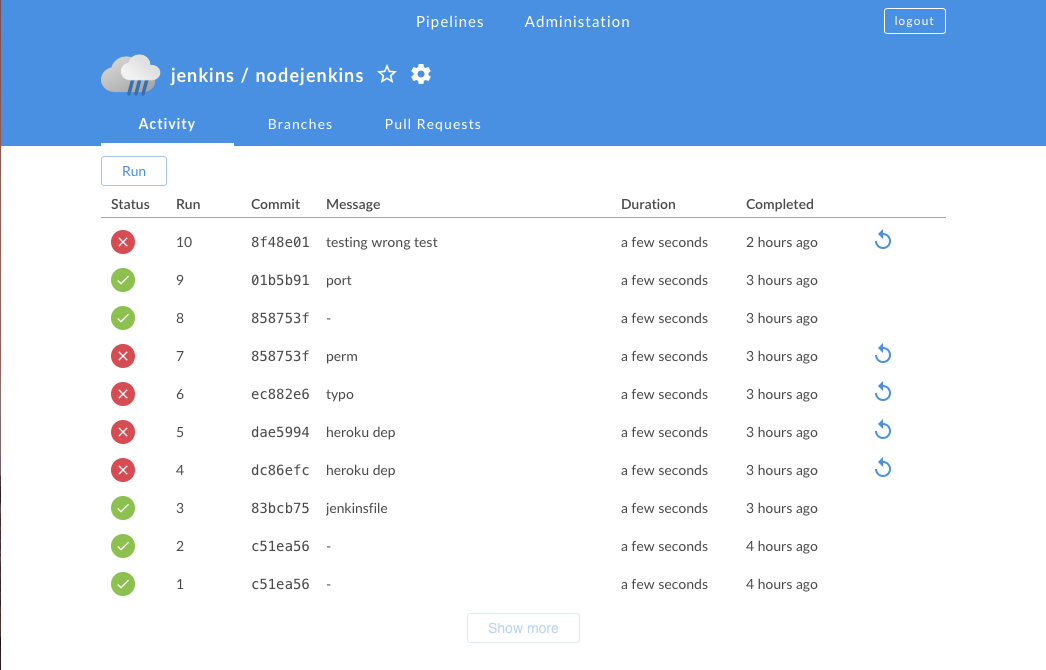 Pipelines Administation logout
jenkins / nodejenkins
Activity Branches Pull Requests
Run
Status Run Commit Message Duration Completed
10 8f48e01 testing wrong test a few seconds 2 hours ago
9 01b5b91 port a few seconds 3 hours ago
8 858753f - a few seconds 3 hours ago
7 858753f perm a few seconds 3 hours ago
6 ec882e6 typo a few seconds 3 hours ago
5 dae5994 heroku dep a few seconds 3 hours ago
4 dc86efc heroku dep a few seconds 3 hours ago
3 83bcb75 jenkinsfile a few seconds 3 hours ago
2 c51ea56 - a few seconds 4 hours ago
1 c51ea56 - a few seconds 4 hours ago
Show more